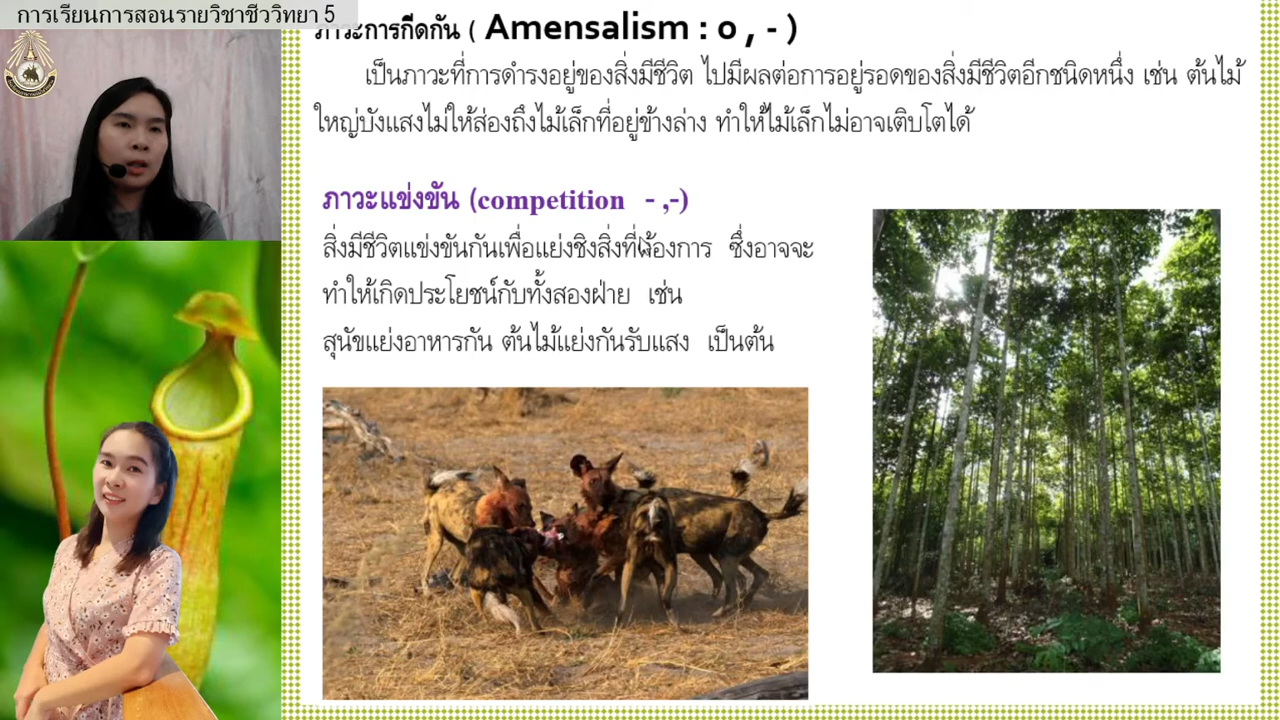 การเรียนการสอนรายวิชาชีววิทยา 5
ภาวะการกีดกัน ( Amensalism : o , - )
เป็นภาวะที่การดำรงอยู่ของสิ่งมีชีวิต ไปมีผลต่อการอยู่รอดของสิ่งมีชีวิตอีกชนิดหนึ่ง เช่น ต้นไม้
ใหญ่บังแสงไม่ให้ส่องถึงไม้เล็กที่อยู่ข้างล่าง ทำให้ไม้เล็กไม่อาจเติบโตได้
ภาวะแข่งขัน (competition - ,-)
สิ่งมีชีวิตแข่งขันกันเพื่อแย่งชิงสิ่งที่ต้องการ ซึ่งอาจจะ
ทำให้เกิดประโยชน์กับทั้งสองฝ่าย เช่น
สุนัขแย่งอาหารกัน ต้นไม้แย่งกันรับแสง เป็นต้น